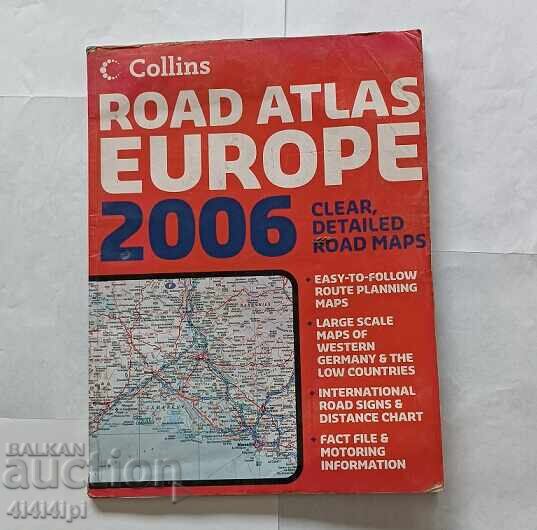 Collins
ROAD ATLAS
EUROPE
2006
CLEAR,
DETAILED
ROAD MAPS
• EASY-TO-FOLLOW
ROUTE PLANNING
MAPS
• LARGE SCALE
MAPS OF
WESTERN
GERMANY & THE
LOW COUNTRIES
• INTERNATIONAL
ROAD SIGNS &
DISTANCE CHART
• FACT FILE &
MOTORING
INFORMATION
BALKAN
auction
414141pl